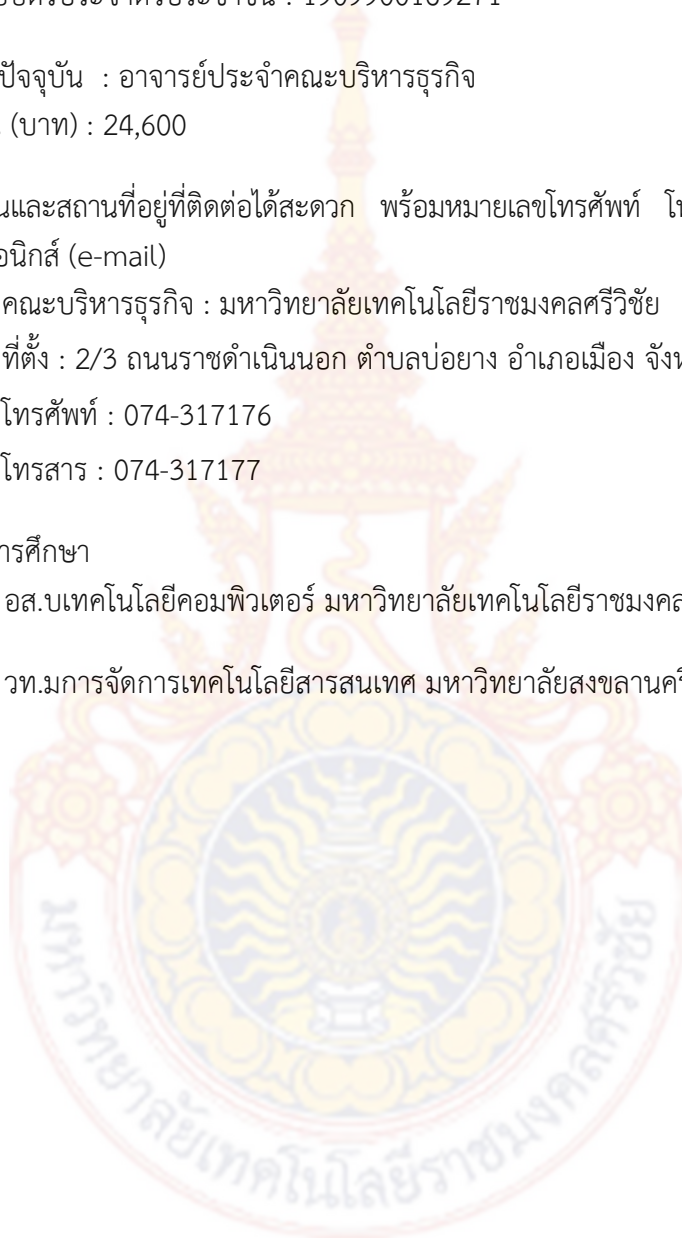 : 1909900169271
ปัจจุบัน : อาจารย์ประจำคณะบริหารธุรกิจ
(บาท) : 24,600
นและสถานที่อยู่ที่ติดต่อได้สะดวก พร้อมหมายเลขโทรศัพท์
อนิกส์ (e-mail)
คณะบริหารธุรกิจ : มหาวิทยาลัยเทคโนโลยีราชมงคลศรีวิชัย
ที่ตั้ง : 2/3 ถนนราชดำเนินนอก ตำบลบ่อยาง อำเภอเมือง จังห
โทรศัพท์ : 074-317176
โทรสาร : 074-317177
ารศึกษา
อส.บเทคโนโลยีคอมพิวเตอร์ มหาวิทยาลัยเทคโนโลยีราชมงคล
วท.มการจัดการเทคโนโลยีสารสนเทศ มหาวิทยาลัยสงขลานคริ
มหาวิทยาลัยเทคโนโลยีราชมงคลศรีวิชัย